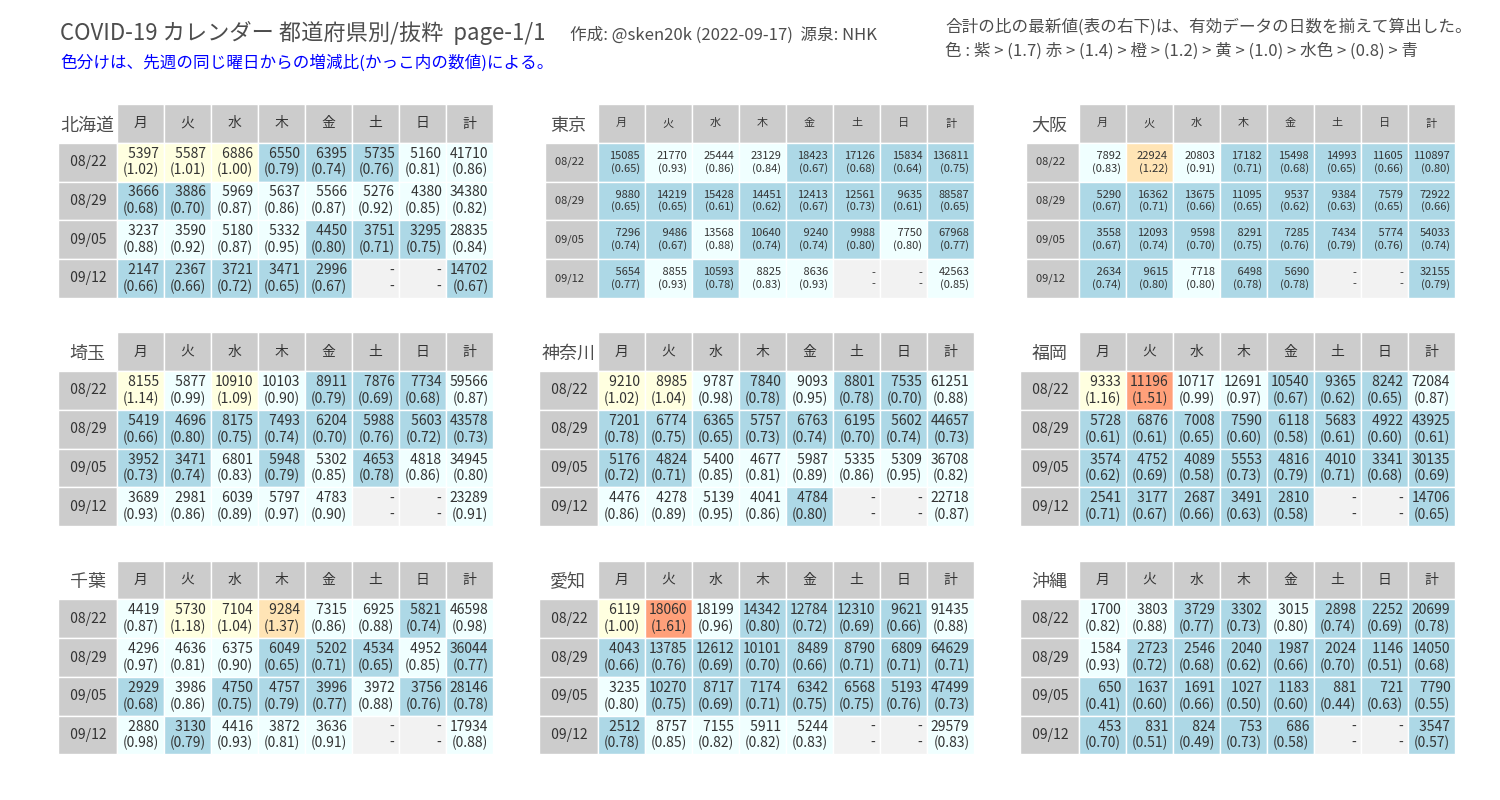 COVID-19 カレンダー 都道府県別/抜粋 page-1/1
作成: @sken20k (2022-09-17) 源泉: NHK
合計の比の最新値(表の右下)は、有効データの日数を揃えて算出した。
色分けは、先週の同じ曜日からの増減比(かっこ内の数値)による。
色 : 紫 > (1.7) 赤 > (1.4) > 橙 > (1.2) > 黄 > (1.0) > 水色 > (0.8) > 青
北海道 月 火 水 木 金 土 日 計
08/22 5397 5587 6886 6550 6395 5735 5160 41710
(1.02) (1.01) (1.00) (0.79) (0.74) (0.76) (0.81) (0.86)
08/29 3666 3886 5969 5637 5566 5276 4380 34380
(0.68) (0.70) (0.87) (0.86) (0.87) (0.92) (0.85) (0.82)
09/05 3237 3590 5180 5332 4450 3751 3295 28835
(0.88) (0.92) (0.87) (0.95) (0.80) (0.71) (0.75) (0.84)
09/12 2147 2367 3721 3471 2996 - - 14702
(0.66) (0.66) (0.72) (0.65) (0.67) - - (0.67)
東京 月 火 水 木 金 土 日 計
08/22 15085 21770 25444 23129 18423 17126 15834 136811
(0.65) (0.93) (0.86) (0.84) (0.67) (0.68) (0.64) (0.75)
08/29 9880 14219 15428 14451 12413 12561 9635 88587
(0.65) (0.65) (0.61) (0.62) (0.67) (0.73) (0.61) (0.65)
09/05 7296 9486 13568 10640 9240 9988 7750 67968
(0.74) (0.67) (0.88) (0.74) (0.74) (0.80) (0.80) (0.77)
09/12 5654 8855 10593 8825 8636 - - 42563
(0.77) (0.93) (0.78) (0.83) (0.93) - - (0.85)
大阪 月 火 水 木 金 土 日 計
08/22 7892 22924 20803 17182 15498 14993 11605 110897
(0.83) (1.22) (0.91) (0.71) (0.68) (0.65) (0.66) (0.80)
08/29 5290 16362 13675 11095 9537 9384 7579 72922
(0.67) (0.71) (0.66) (0.65) (0.62) (0.63) (0.65) (0.66)
09/05 3558 12093 9598 8291 7285 7434 5774 54033
(0.67) (0.74) (0.70) (0.75) (0.76) (0.79) (0.76) (0.74)
09/12 2634 9615 7718 6498 5690 - - 32155
(0.74) (0.80) (0.80) (0.78) (0.78) - - (0.79)
埼玉 月 火 水 木 金 土 日 計
08/22 8155 5877 10910 10103 8911 7876 7734 59566
(1.14) (0.99) (1.09) (0.90) (0.79) (0.69) (0.68) (0.87)
08/29 5419 4696 8175 7493 6204 5988 5603 43578
(0.66) (0.80) (0.75) (0.74) (0.70) (0.76) (0.72) (0.73)
09/05 3952 3471 6801 5948 5302 4653 4818 34945
(0.73) (0.74) (0.83) (0.79) (0.85) (0.78) (0.86) (0.80)
09/12 3689 2981 6039 5797 4783 - - 23289
(0.93) (0.86) (0.89) (0.97) (0.90) - - (0.91)
神奈川 月 火 水 木 金 土 日 計
08/22 9210 8985 9787 7840 9093 8801 7535 61251
(1.02) (1.04) (0.98) (0.78) (0.95) (0.78) (0.70) (0.88)
08/29 7201 6774 6365 5757 6763 6195 5602 44657
(0.78) (0.75) (0.65) (0.73) (0.74) (0.70) (0.74) (0.73)
09/05 5176 4824 5400 4677 5987 5335 5309 36708
(0.72) (0.71) (0.85) (0.81) (0.89) (0.86) (0.95) (0.82)
09/12 4476 4278 5139 4041 4784 - - 22718
(0.86) (0.89) (0.95) (0.86) (0.80) - - (0.87)
福岡 月 火 水 木 金 土 日 計
08/22 9333 11196 10717 12691 10540 9365 8242 72084
(1.16) (1.51) (0.99) (0.97) (0.67) (0.62) (0.65) (0.87)
08/29 5728 6876 7008 7590 6118 5683 4922 43925
(0.61) (0.61) (0.65) (0.60) (0.58) (0.61) (0.60) (0.61)
09/05 3574 4752 4089 5553 4816 4010 3341 30135
(0.62) (0.69) (0.58) (0.73) (0.79) (0.71) (0.68) (0.69)
09/12 2541 3177 2687 3491 2810 - - 14706
(0.71) (0.67) (0.66) (0.63) (0.58) - - (0.65)
千葉 月 火 水 木 金 土 日 計
08/22 4419 5730 7104 9284 7315 6925 5821 46598
(0.87) (1.18) (1.04) (1.37) (0.86) (0.88) (0.74) (0.98)
08/29 4296 4636 6375 6049 5202 4534 4952 36044
(0.97) (0.81) (0.90) (0.65) (0.71) (0.65) (0.85) (0.77)
09/05 2929 3986 4750 4757 3996 3972 3756 28146
(0.68) (0.86) (0.75) (0.79) (0.77) (0.88) (0.76) (0.78)
09/12 2880 3130 4416 3872 3636 - - 17934
(0.98) (0.79) (0.93) (0.81) (0.91) - - (0.88)
愛知 月 火 水 木 金 土 日 計
08/22 6119 18060 18199 14342 12784 12310 9621 91435
(1.00) (1.61) (0.96) (0.80) (0.72) (0.69) (0.66) (0.88)
08/29 4043 13785 12612 10101 8489 8790 6809 64629
(0.66) (0.76) (0.69) (0.70) (0.66) (0.71) (0.71) (0.71)
09/05 3235 10270 8717 7174 6342 6568 5193 47499
(0.80) (0.75) (0.69) (0.71) (0.75) (0.75) (0.76) (0.73)
09/12 2512 8757 7155 5911 5244 - - 29579
(0.78) (0.85) (0.82) (0.82) (0.83) - - (0.83)
沖縄 月 火 水 木 金 土 日 計
08/22 1700 3803 3729 3302 3015 2898 2252 20699
(0.82) (0.88) (0.77) (0.73) (0.80) (0.74) (0.69) (0.78)
08/29 1584 2723 2546 2040 1987 2024 1146 14050
(0.93) (0.72) (0.68) (0.62) (0.66) (0.70) (0.51) (0.68)
09/05 650 1637 1691 1027 1183 881 721 7790
(0.41) (0.60) (0.66) (0.50) (0.60) (0.44) (0.63) (0.55)
09/12 453 831 824 753 686 - - 3547
(0.70) (0.51) (0.49) (0.73) (0.58) - - (0.57)